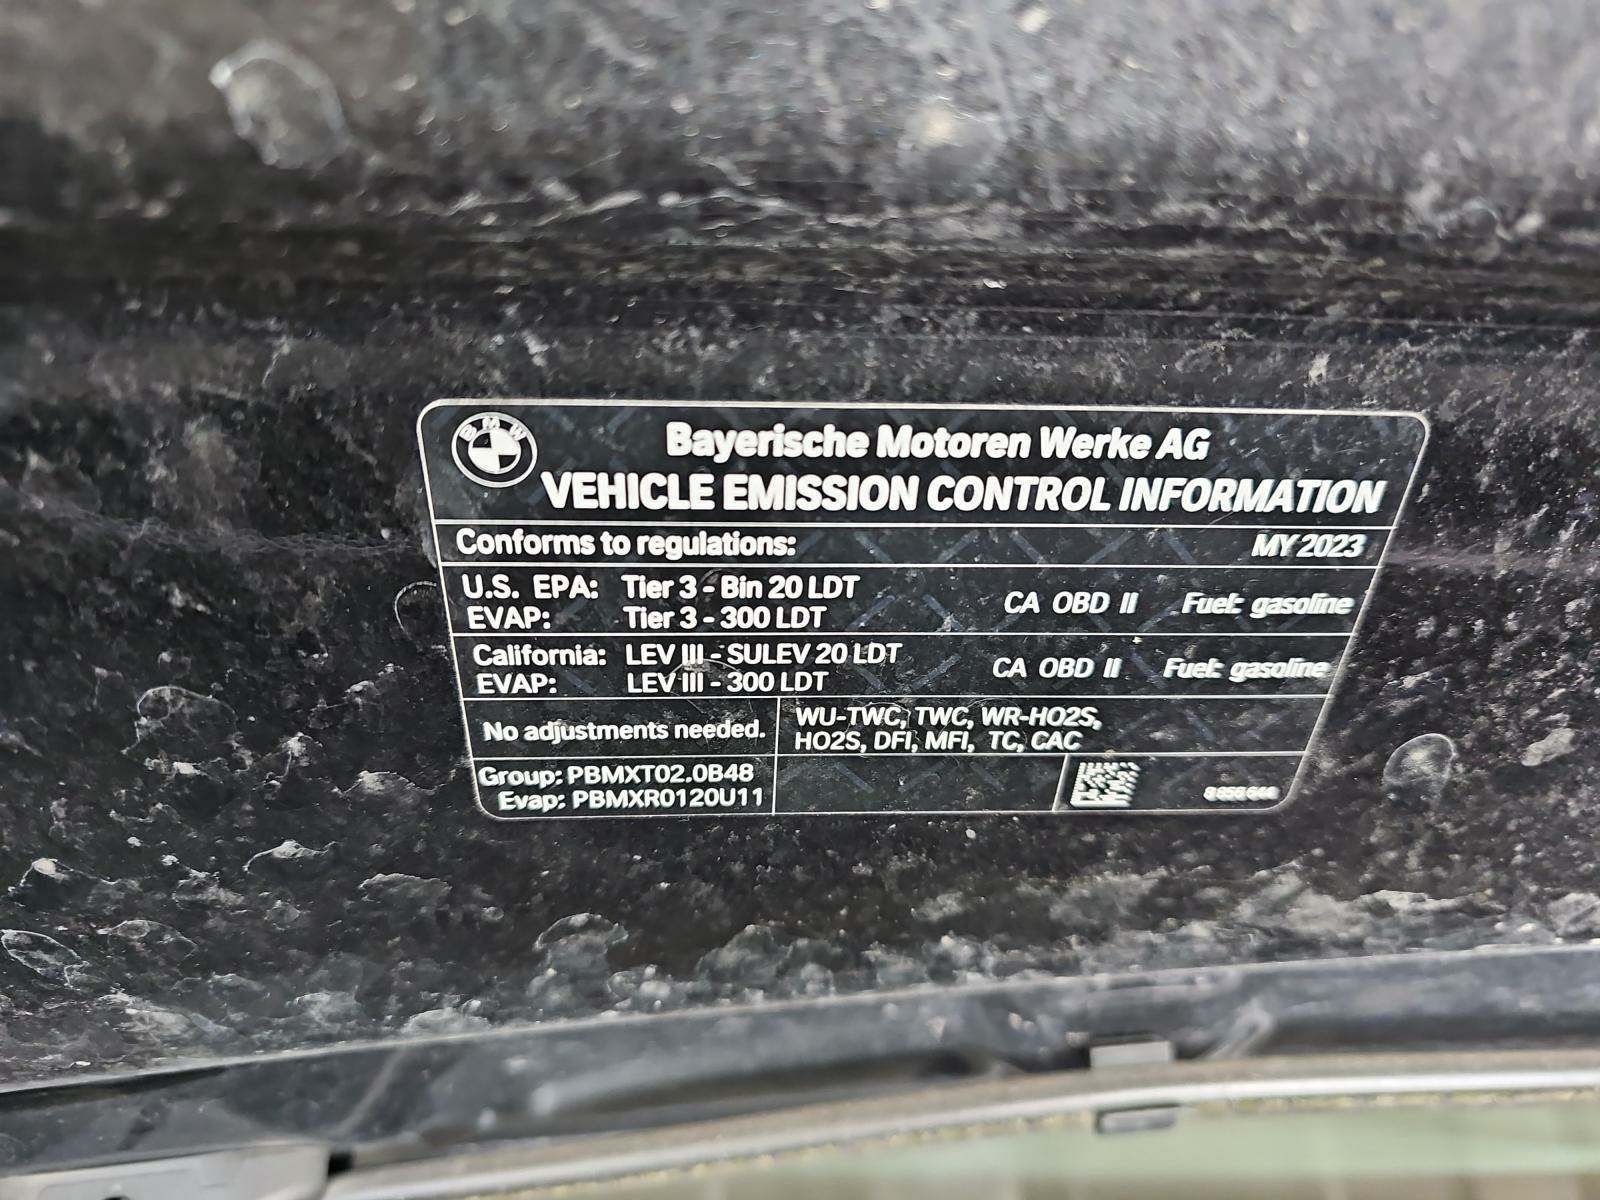 BMW
Bayerische Motoren Werke AG
VEHICLE EMISSION CONTROL INFORMATION
Conforms to regulations: MY 2023
U.S. EPA: Tier 3 - Bin 20 LDT
EVAP: Tier 3 - 300 LDT
CA OBD II Fuel: gasoline
California: LEV III - SULEV 20 LDT
EVAP: LEV III - 300 LDT
CA OBD II Fuel: gasoline
No adjustments needed.
WU-TWC, TWC, WR-HO2S,
HO2S, DFI, MFI, TC, CAC
Group: PBMXT02.0B48
Evap: PBMXR0120U11